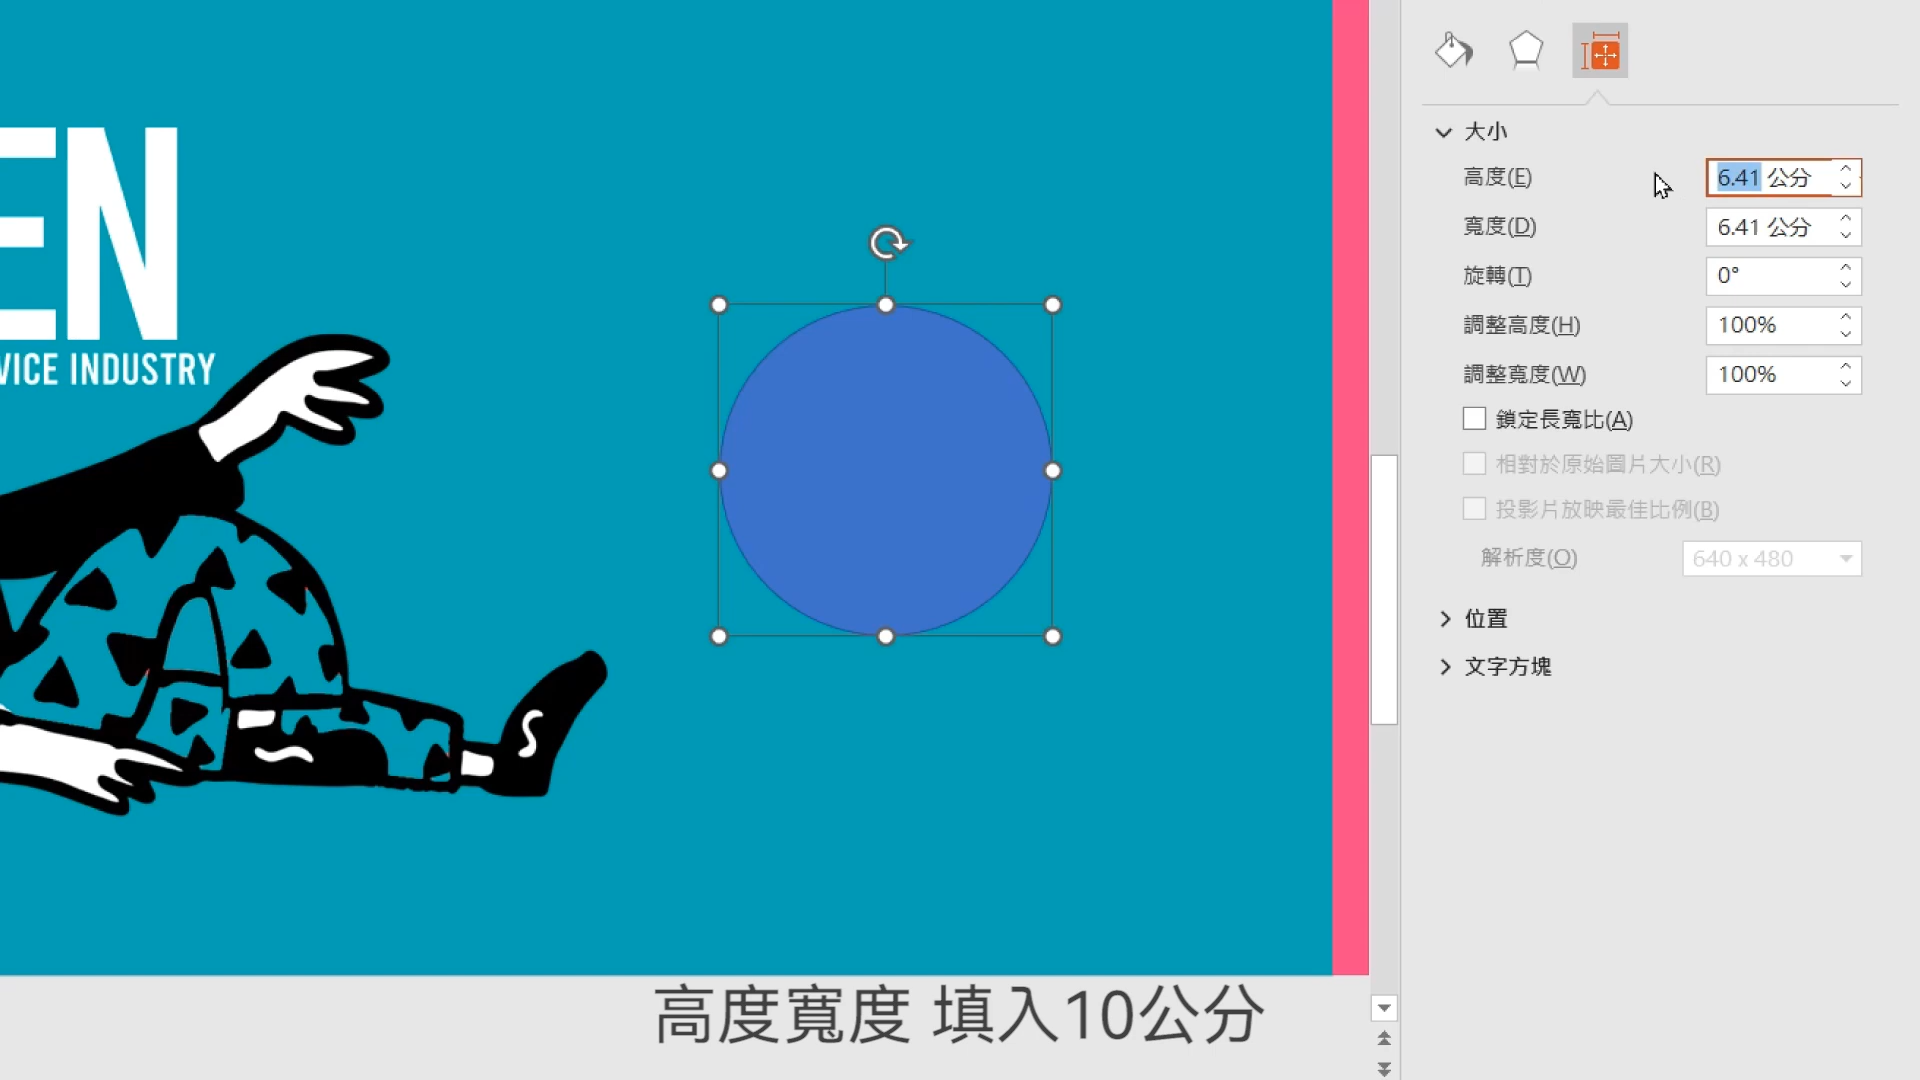 EN
VICE INDUSTRY
大小
高度(E)
6.41 公分
寬度(D)
6.41 公分
旋轉(T)
0°
調整高度(H)
100%
調整寬度(W)
100%
鎖定長寬比(A)
相對於原始圖片大小(R)
投影片放映最佳比例(B)
解析度(O)
640 x 480
位置
文字方塊
高度寬度 填入10公分